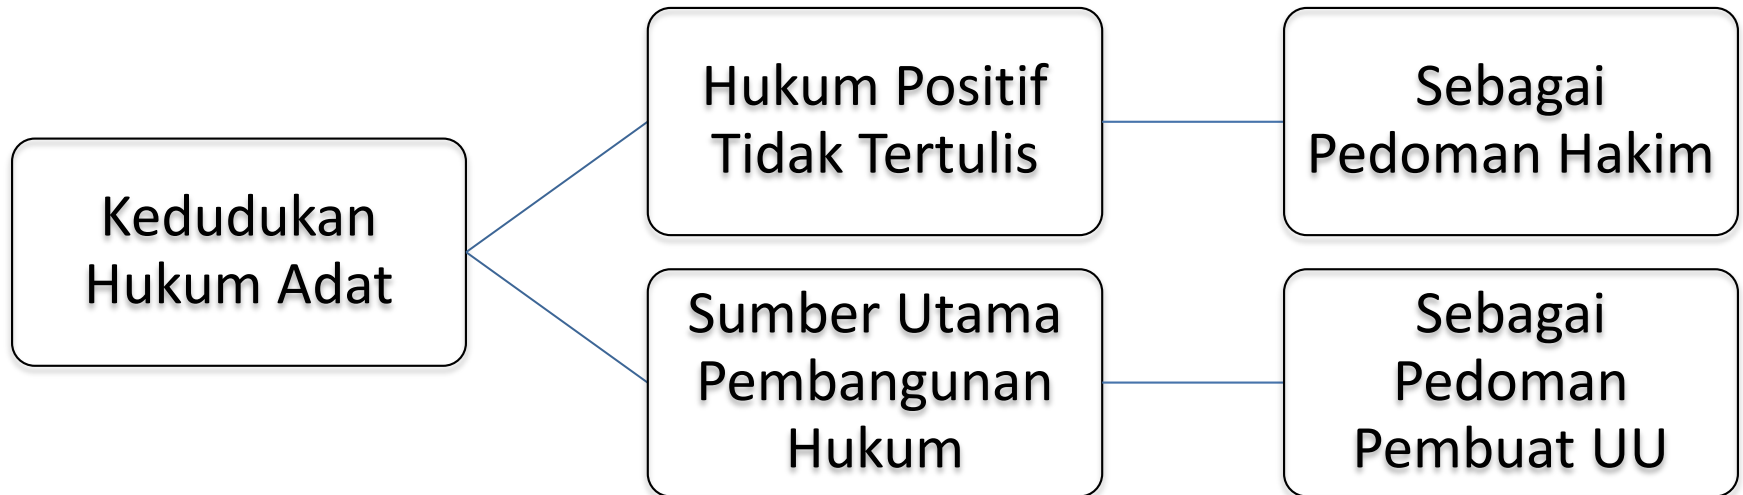 Kedudukan
Hukum Adat
Hukum Positif
Tidak Tertulis
Sebagai
Pedoman Hakim
Sumber Utama
Pembangunan
Hukum
Sebagai
Pedoman
Pembuat UU